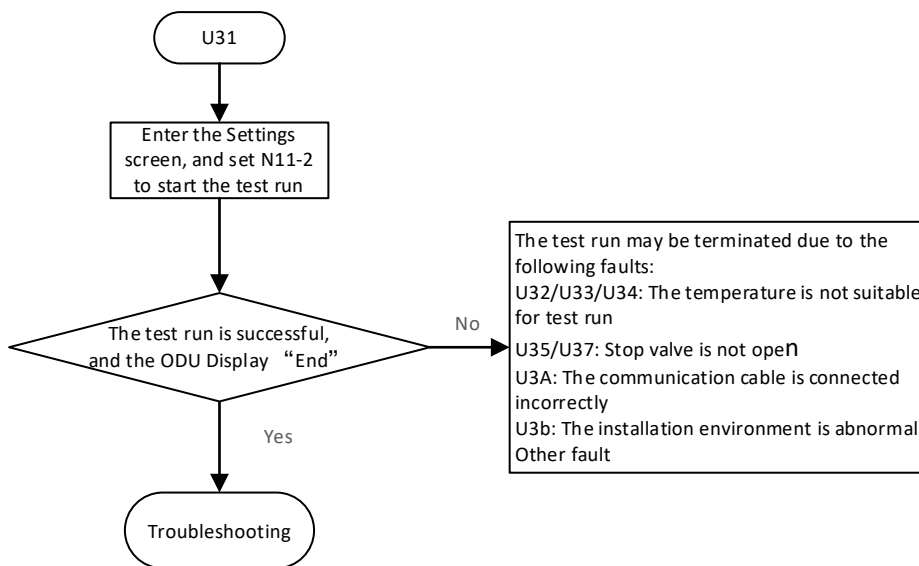 U31
Enter the Settings
screen, and set N11-2
to start the test run
The test run is successful,
and the ODU Display “End”
No
Yes
The test run may be terminated due to the
following faults:
U32/U33/U34: The temperature is not suitable
for test run
U35/U37: Stop valve is not open
U3A: The communication cable is connected
incorrectly
U3b: The installation environment is abnormal
Other fault
Troubleshooting